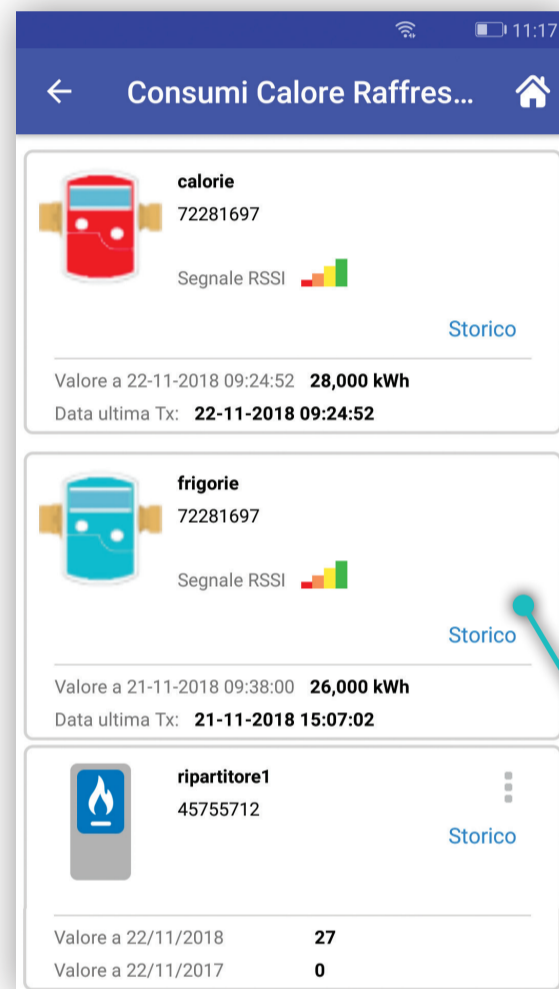 11:17
Consumi Calore Raffres...
calorie
72281697
Segnale RSSI
Storico
Valore a 22-11-2018 09:24:52 28,000 kWh
Data ultima Tx: 22-11-2018 09:24:52
frigorie
72281697
Segnale RSSI
Storico
Valore a 21-11-2018 09:38:00 26,000 kWh
Data ultima Tx: 21-11-2018 15:07:02
ripartitore1
45755712
Storico
Valore a 22/11/2018 27
Valore a 22/11/2017 0